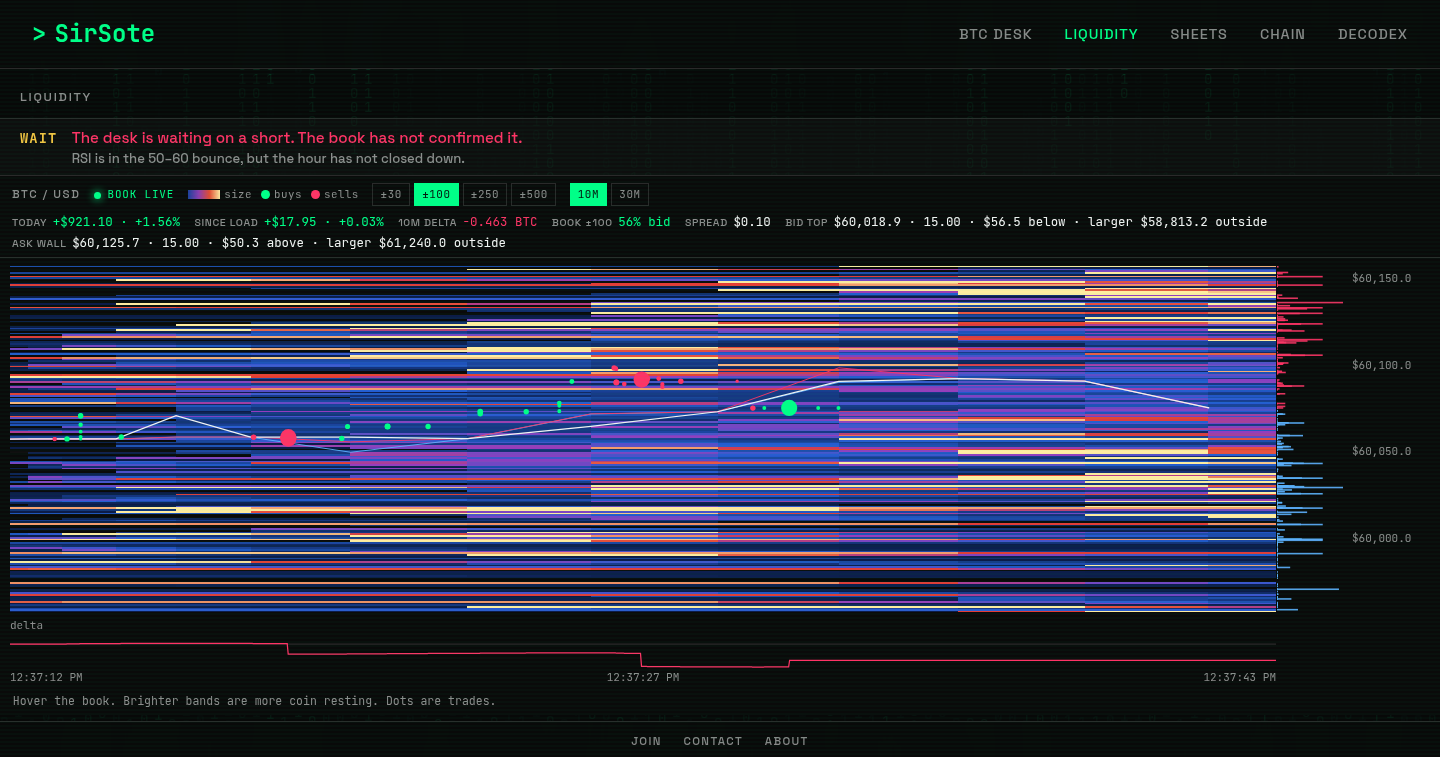 > SirSote
BTC DESK LIQUIDITY SHEETS CHAIN DECODEX
LIQUIDITY
WAIT The desk is waiting on a short. The book has not confirmed it.
RSI is in the 50–60 bounce, but the hour has not closed down.
BTC / USD BOOK LIVE size buys sells ±30 ±100 ±250 ±500 10M 30M
TODAY +$921.10 · +1.56% SINCE LOAD +$17.95 · +0.03% 10M DELTA -0.463 BTC BOOK ±100 56% bid SPREAD $0.10 BID TOP $60,018.9 · 15.00 · $56.5 below · larger $58,813.2 outside
ASK WALL $60,125.7 · 15.00 · $50.3 above · larger $61,240.0 outside
$60,150.0
$60,100.0
$60,050.0
$60,000.0
delta
12:37:12 PM 12:37:27 PM 12:37:43 PM
Hover the book. Brighter bands are more coin resting. Dots are trades.
JOIN CONTACT ABOUT